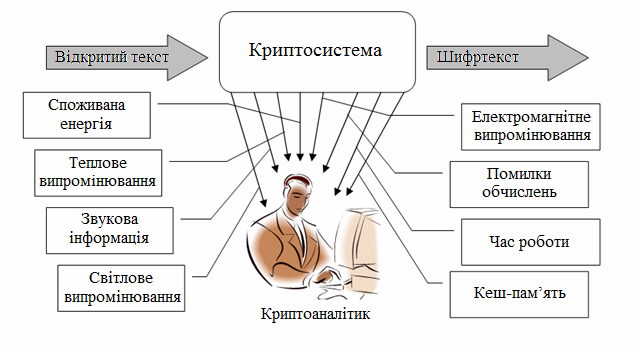 Криптосистема
Відкритий текст
Шифртекст
Споживана
енергія
Теплове
випромінювання
Звукова
інформація
Світлове
випромінювання
Електромагнітне
випромінювання
Помилки
обчислень
Час роботи
Кеш-пам’ять
Криптоаналітик